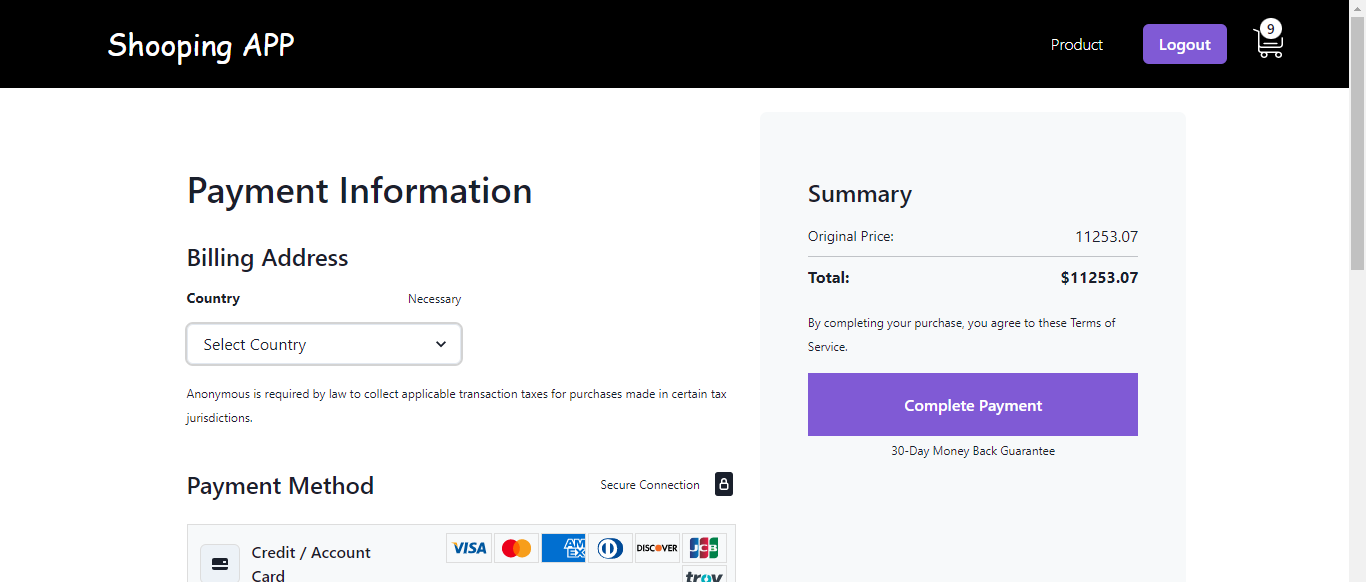 Shooping APP
Product
Logout
9
Payment Information
Billing Address
Country
Necessary
Select Country
Anonymous is required by law to collect applicable transaction taxes for purchases made in certain tax
jurisdictions.
Payment Method
Secure Connection
Credit / Account
Card
VISA
AM
EX
DISCOVER
JCB
troy
Summary
Original Price:
11253.07
Total:
$11253.07
By completing your purchase, you agree to these Terms of
Service.
Complete Payment
30-Day Money Back Guarantee